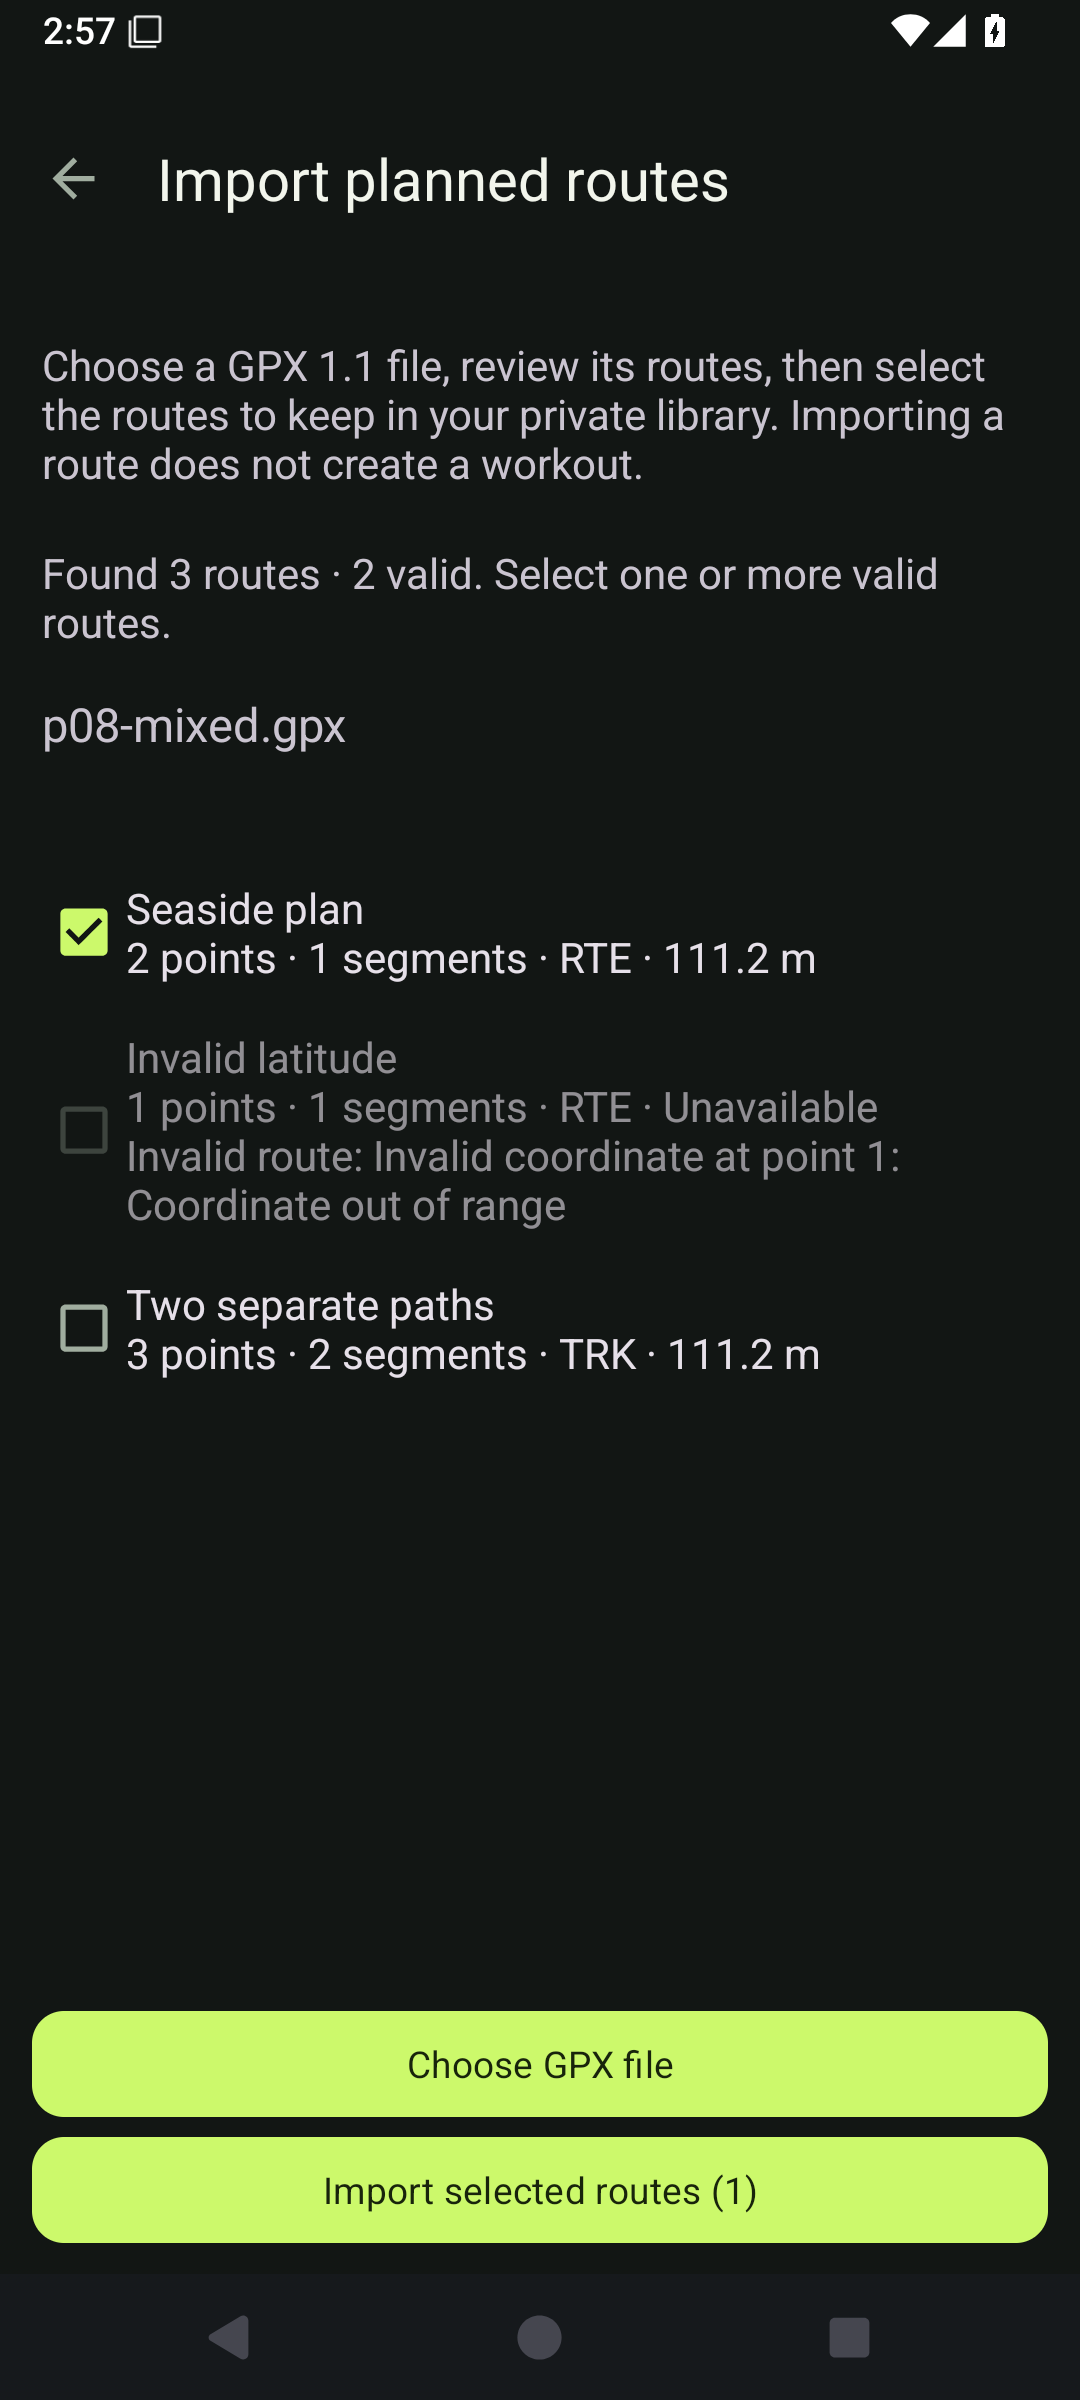 2:57
Import planned routes
Choose a GPX 1.1 file, review its routes, then select
the routes to keep in your private library. Importing a
route does not create a workout.
Found 3 routes · 2 valid. Select one or more valid
routes.
p08-mixed.gpx
Seaside plan
2 points · 1 segments · RTE · 111.2 m
Invalid latitude
1 points · 1 segments · RTE · Unavailable
Invalid route: Invalid coordinate at point 1:
Coordinate out of range
Two separate paths
3 points · 2 segments · TRK · 111.2 m
Choose GPX file
Import selected routes (1)